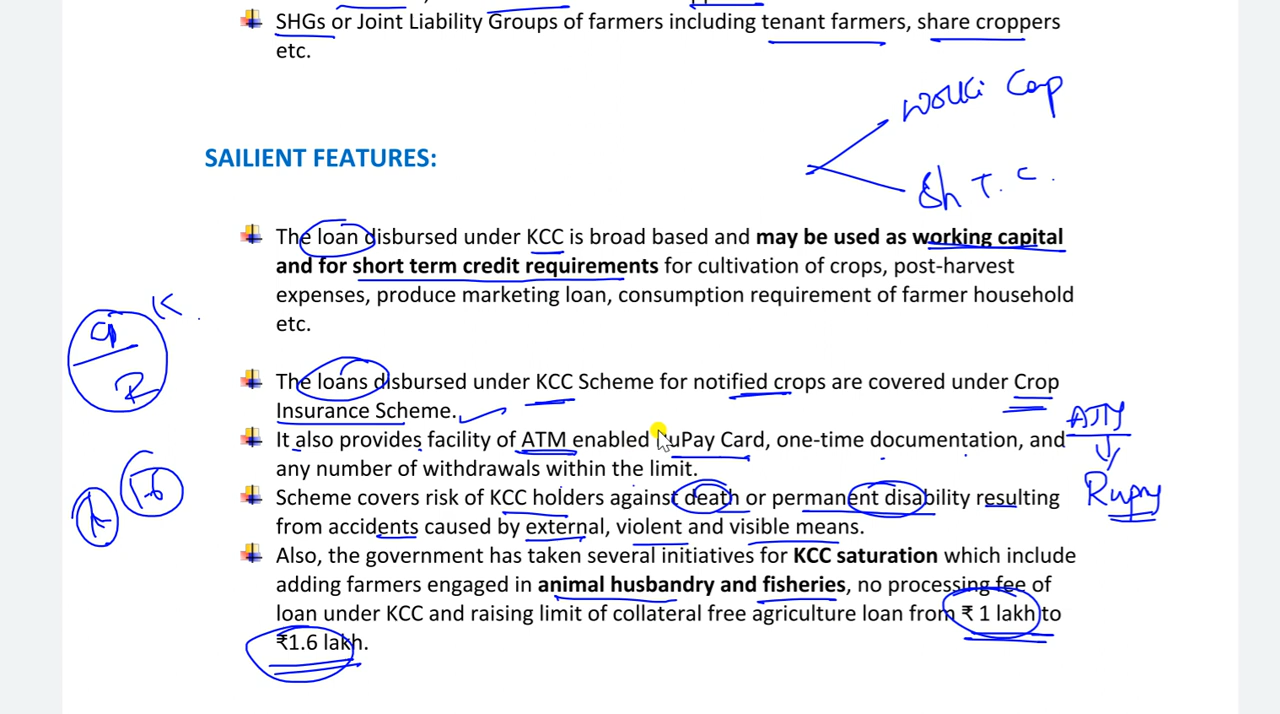 SHGs or Joint Liability Groups of farmers including tenant farmers, share croppers
etc.
Worki Cap
Sh T. C.
SAILIENT FEATURES:
The loan disbursed under KCC is broad based and may be used as working capital
and for short term credit requirements for cultivation of crops, post-harvest
expenses, produce marketing loan, consumption requirement of farmer household
etc.
K
R
The loans disbursed under KCC Scheme for notified crops are covered under Crop
Insurance Scheme.
ATM
It also provides facility of ATM enabled RuPay Card, one-time documentation, and
any number of withdrawals within the limit.
Rupay
Scheme covers risk of KCC holders against death or permanent disability resulting
from accidents caused by external, violent and visible means.
Also, the government has taken several initiatives for KCC saturation which include
adding farmers engaged in animal husbandry and fisheries, no processing fee of
loan under KCC and raising limit of collateral free agriculture loan from ₹ 1 lakh to
₹1.6 lakh.